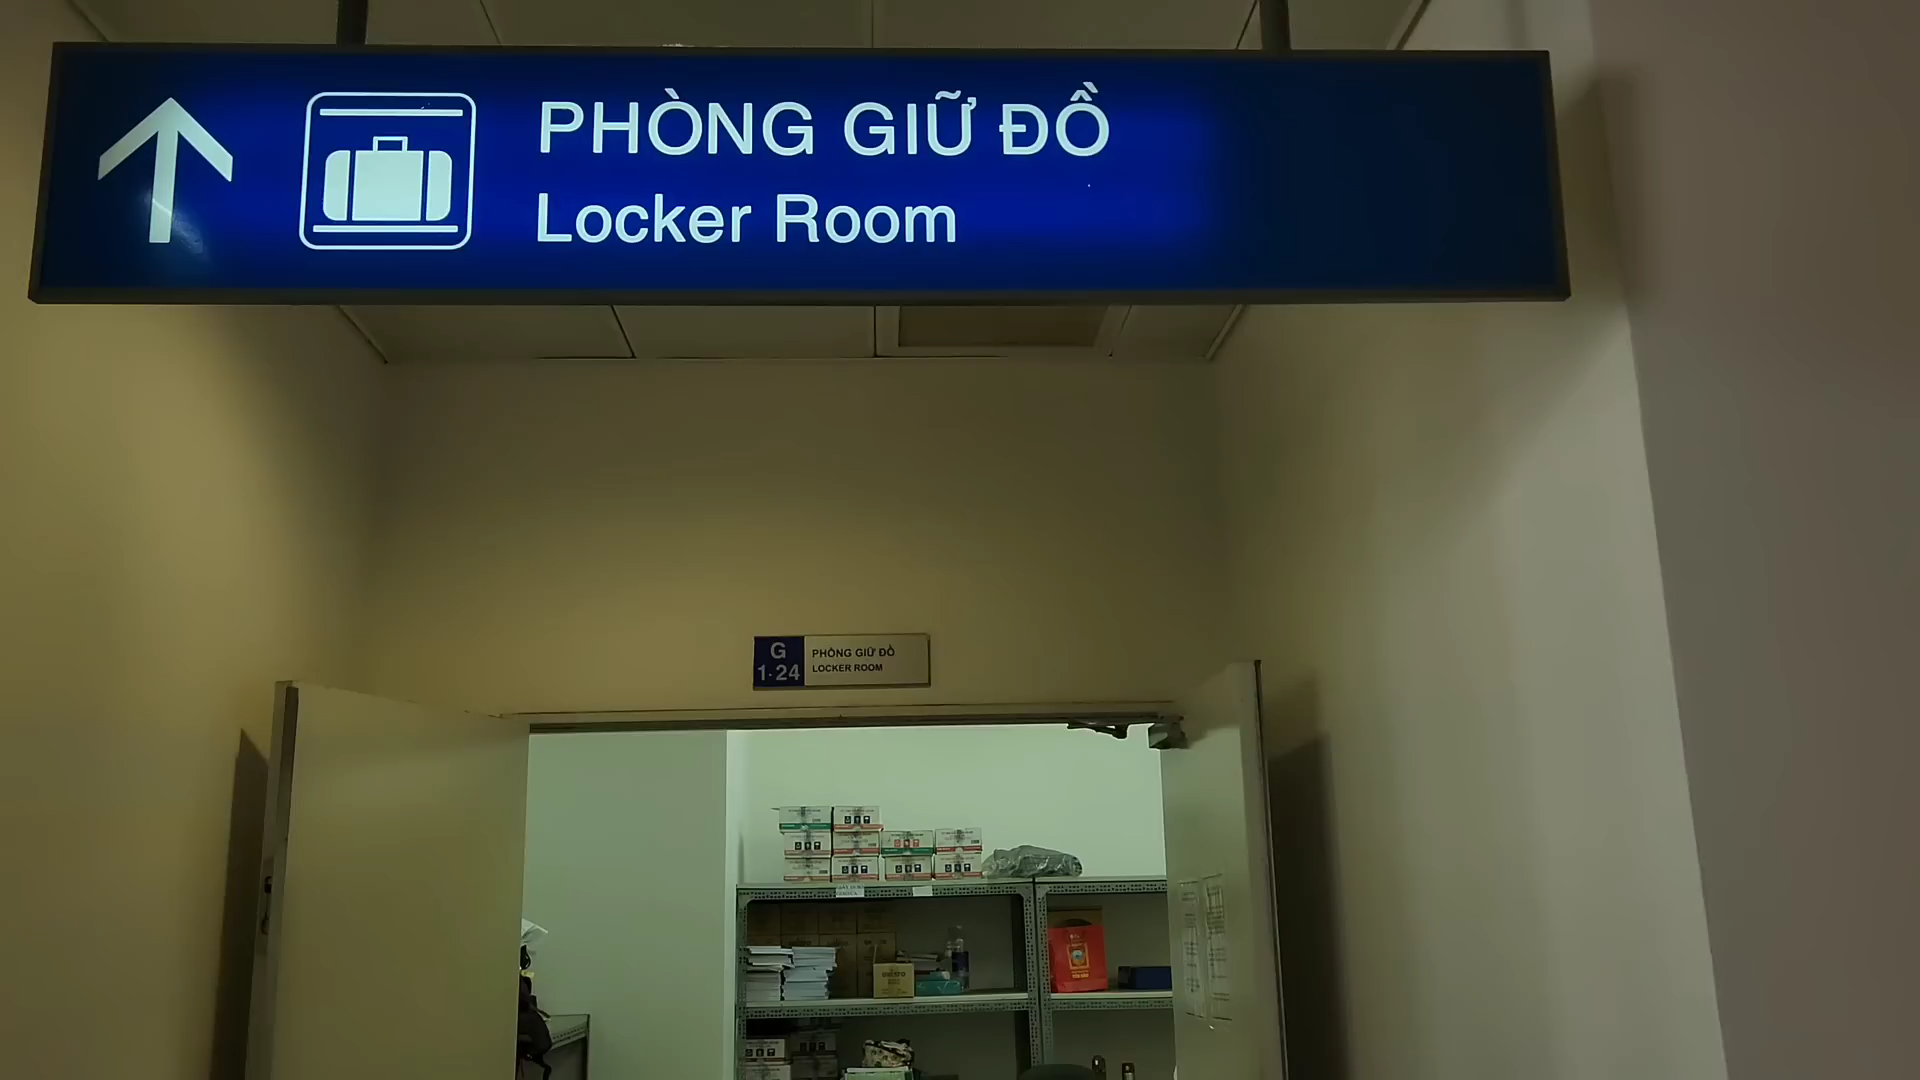 PHÒNG GIỮ ĐỒ
Locker Room
G
1.24
PHÒNG GIỮ ĐỒ
LOCKER ROOM